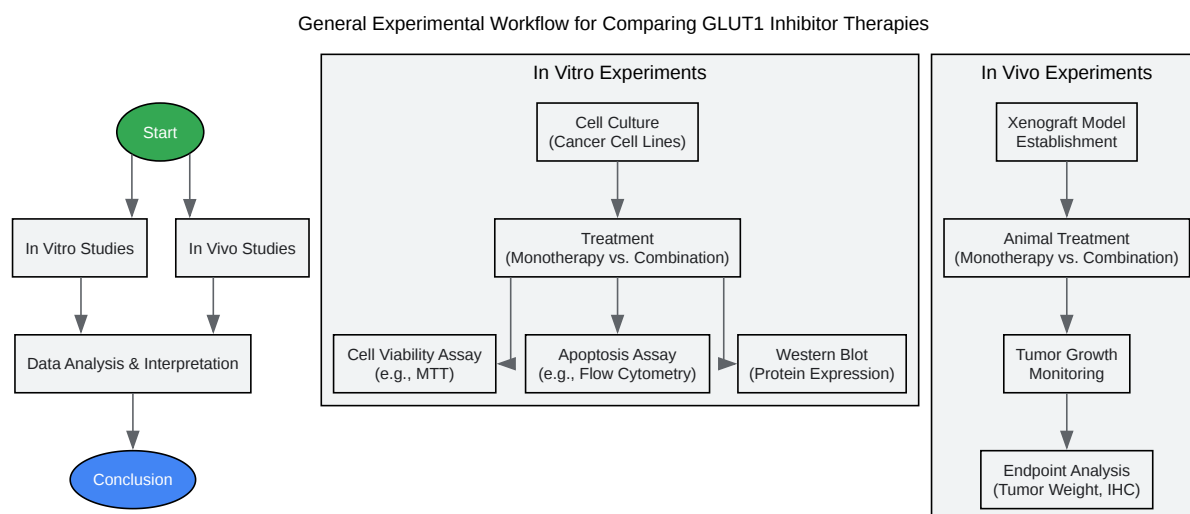 General Experimental Workflow for Comparing GLUT1 Inhibitor Therapies
Start
In Vitro Studies
In Vivo Studies
Data Analysis & Interpretation
Conclusion
In Vitro Experiments
Cell Culture
(Cancer Cell Lines)
Treatment
(Monotherapy vs. Combination)
Cell Viability Assay
(e.g., MTT)
Apoptosis Assay
(e.g., Flow Cytometry)
Western Blot
(Protein Expression)
In Vivo Experiments
Xenograft Model
Establishment
Animal Treatment
(Monotherapy vs. Combination)
Tumor Growth
Monitoring
Endpoint Analysis
(Tumor Weight, IHC)